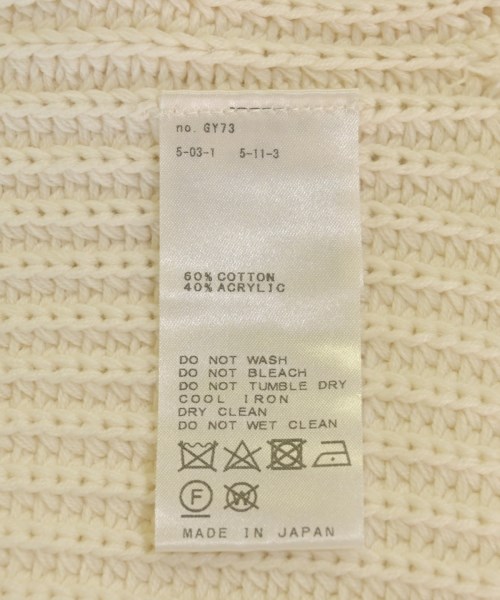 no. GY73
5-03-1 5-11-3
60% COTTON
40% ACRYLIC
DO NOT WASH
DO NOT BLEACH
DO NOT TUMBLE DRY
COOL IRON
DRY CLEAN
DO NOT WET CLEAN
F W
MADE IN JAPAN